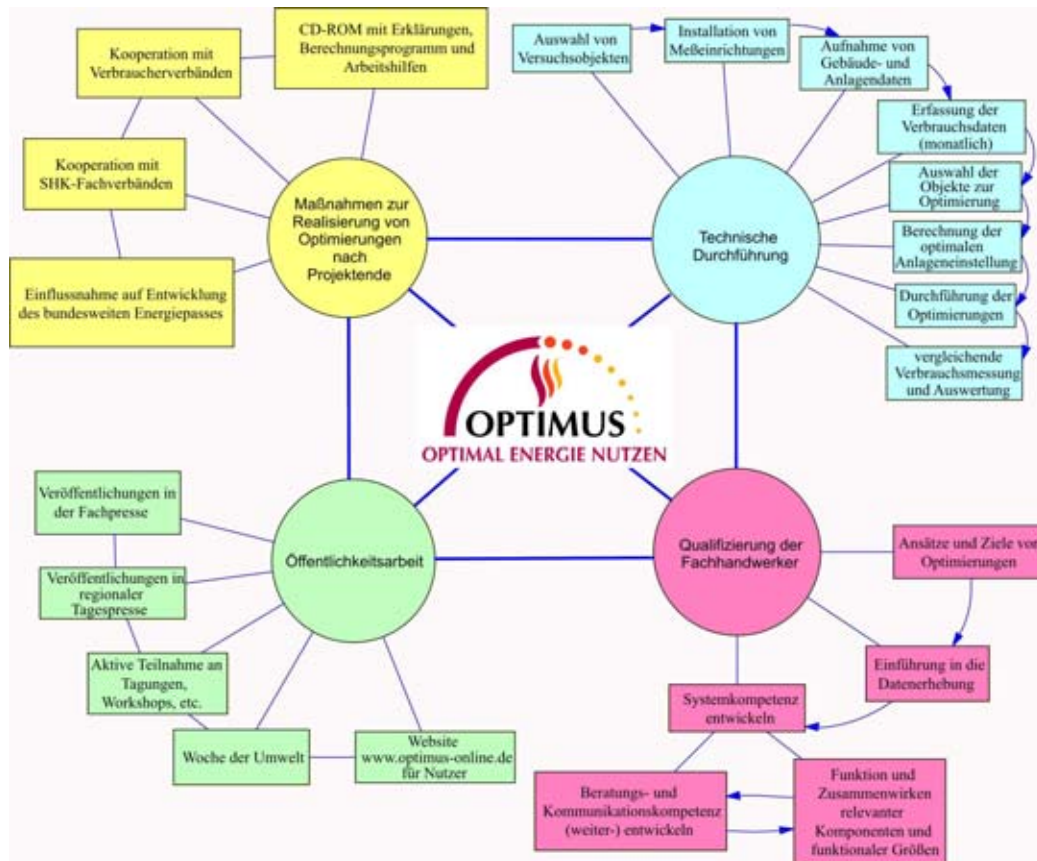 Kooperation mit
Verbraucherverbänden
CD-ROM mit Erklärungen,
Berechnungsprogramm und
Arbeitshilfen
Kooperation mit
SHK-Fachverbänden
Einflussnahme auf Entwicklung
des bundesweiten Energiepasses
Maßnahmen zur
Realisierung von
Optimierungen
nach
Projektende
Auswahl von
Versuchsobjekten
Installation von
Meßeinrichtungen
Aufnahme von
Gebäude- und
Anlagendaten
Erfassung der
Verbrauchsdaten
(monatlich)
Auswahl der
Objekte zur
Optimierung
Berechnung der
optimalen
Anlageneinstellung
Durchführung der
Optimierungen
vergleichende
Verbrauchsmessung
und Auswertung
Technische
Durchführung
OPTIMUS
OPTIMAL ENERGIE NUTZEN
Veröffentlichungen in
der Fachpresse
Veröffentlichungen in
regionaler
Tagespresse
Aktive Teilnahme an
Tagungen,
Workshops, etc.
Woche der Umwelt
Website
www.optimus-online.de
für Nutzer
Öffentlichkeitsarbeit
Qualifizierung der
Fachhandwerker
Ansätze und Ziele von
Optimierungen
Einführung in die
Datenerhebung
Systemkompetenz
entwickeln
Beratungs- und
Kommunikationskompetenz
(weiter-) entwickeln
Funktion und
Zusammenwirken
relevanter
Komponenten und
funktionaler Größen